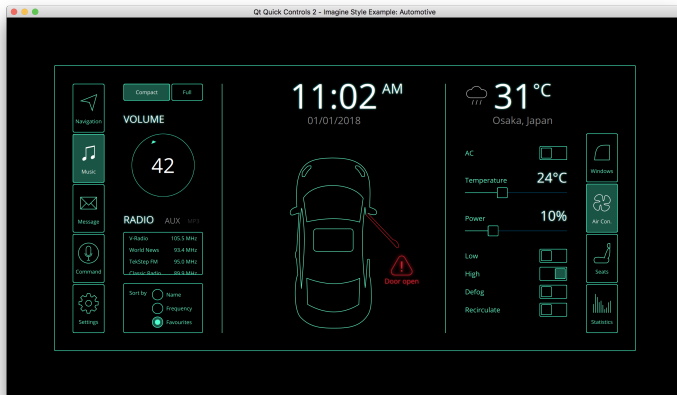 Qt Quick Controls 2 - Imagine Style Example: Automotive
Navigation
Music
Message
Command
Settings
Compact Full
VOLUME
42
RADIO AUX MP3
V-Radio 105.5 MHz
World News 93.4 MHz
TekStep FM 95.0 MHz
Classic Radio 89.9 MHz
Sort by
Name
Frequency
Favourites
11:02 AM
01/01/2018
Door open
31°C
Osaka, Japan
AC
Temperature 24°C
Power 10%
Low
High
Defog
Recirculate
Windows
Air Con.
Seats
Statistics